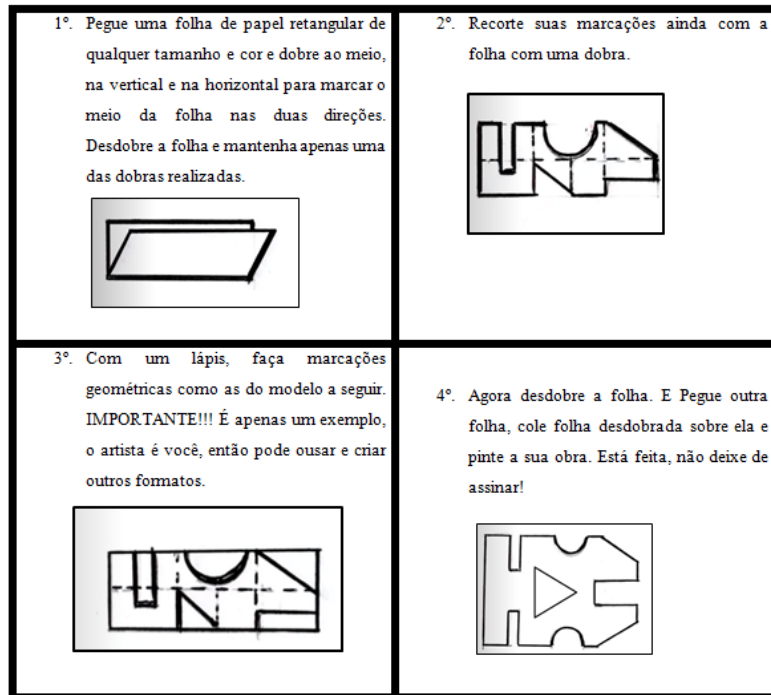 1º. Pegue uma folha de papel retangular de
qualquer tamanho e cor e dobre ao meio,
na vertical e na horizontal para marcar o
meio da folha nas duas direções.
Desdobre a folha e mantenha apenas uma
das dobras realizadas.
2º. Recorte suas marcações ainda com a
folha com uma dobra.
3º. Com um lápis, faça marcações
geométricas como as do modelo a seguir.
IMPORTANTE!!! É apenas um exemplo,
o artista é você, então pode ousar e criar
outros formatos.
4º. Agora desdobre a folha. E Pegue outra
folha, cole folha desdobrada sobre ela e
pinte a sua obra. Está feita, não deixe de
assinar!